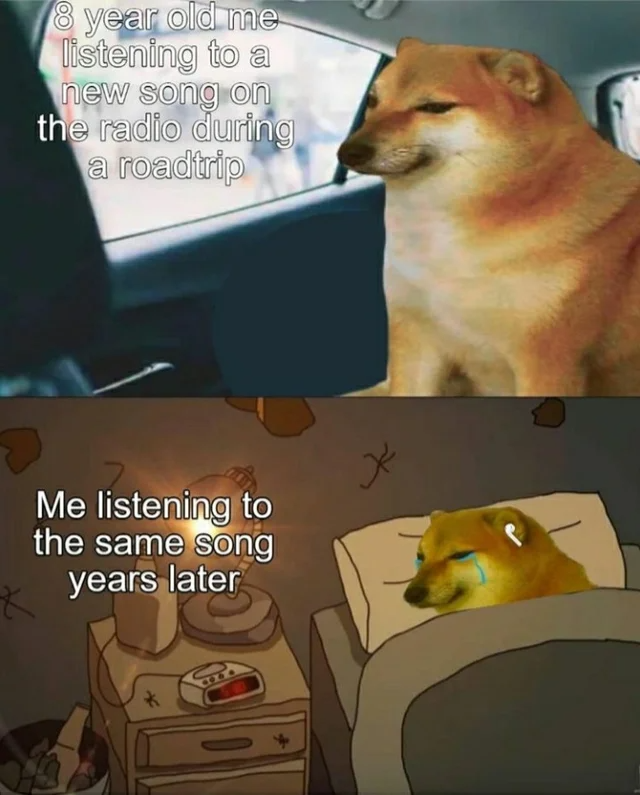 8 year old me
listening to a
new song on
the radio during
a roadtrip
Me listening to
the same song
years later